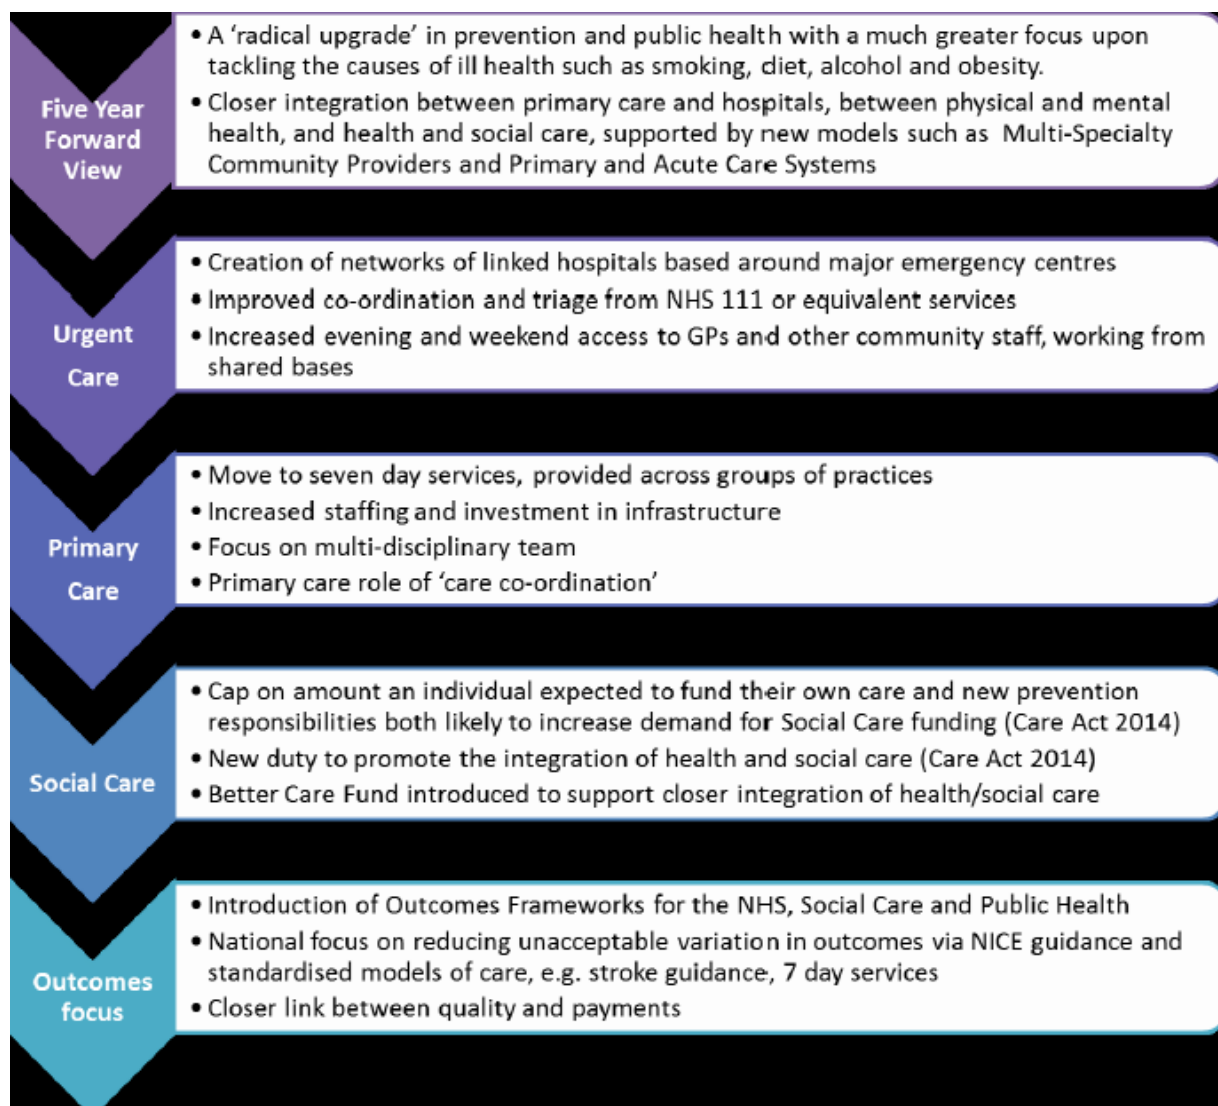 Five Year
Forward
View
• A ‘radical upgrade’ in prevention and public health with a much greater focus upon
tackling the causes of ill health such as smoking, diet, alcohol and obesity.
• Closer integration between primary care and hospitals, between physical and mental
health, and health and social care, supported by new models such as Multi-Specialty
Community Providers and Primary and Acute Care Systems
Urgent
Care
• Creation of networks of linked hospitals based around major emergency centres
• Improved co-ordination and triage from NHS 111 or equivalent services
• Increased evening and weekend access to GPs and other community staff, working from
shared bases
Primary
Care
• Move to seven day services, provided across groups of practices
• Increased staffing and investment in infrastructure
• Focus on multi-disciplinary team
• Primary care role of ‘care co-ordination’
Social Care
• Cap on amount an individual expected to fund their own care and new prevention
responsibilities both likely to increase demand for Social Care funding (Care Act 2014)
• New duty to promote the integration of health and social care (Care Act 2014)
• Better Care Fund introduced to support closer integration of health/social care
Outcomes
focus
• Introduction of Outcomes Frameworks for the NHS, Social Care and Public Health
• National focus on reducing unacceptable variation in outcomes via NICE guidance and
standardised models of care, e.g. stroke guidance, 7 day services
• Closer link between quality and payments